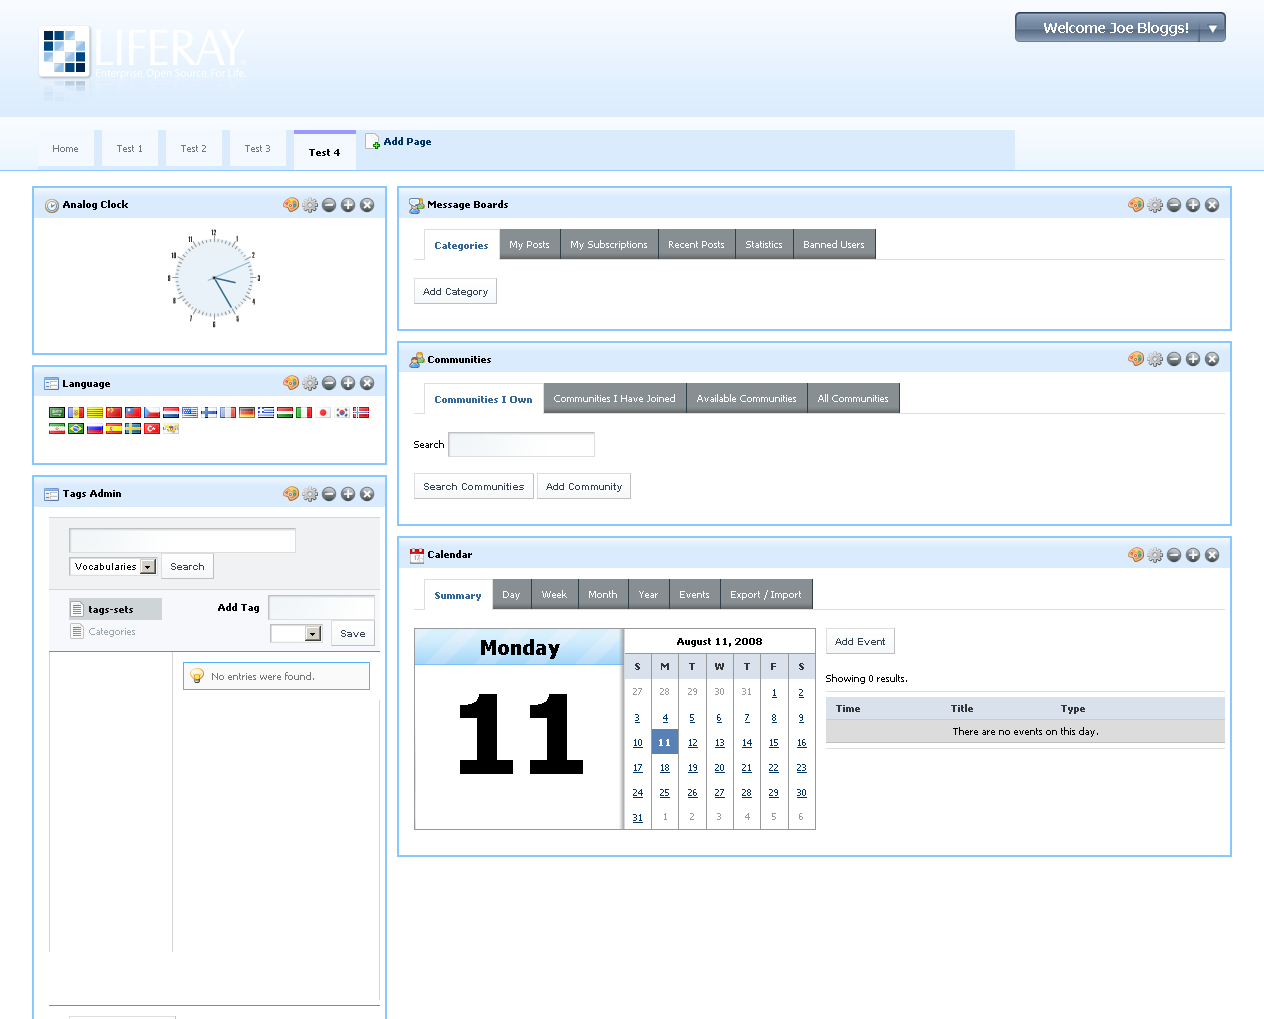 LIFERAY.
Enterprise. Open Source. For Life.
Welcome Joe Bloggs!
Home Test 1 Test 2 Test 3 Test 4 Add Page
Analog Clock
12
1
2
3
4
5
6
7
8
9
10
11
Language
Tags Admin
Vocabularies Search
tags-sets
Categories
Add Tag
Save
No entries were found.
Message Boards
Categories My Posts My Subscriptions Recent Posts Statistics Banned Users
Add Category
Communities
Communities I Own Communities I Have Joined Available Communities All Communities
Search
Search Communities Add Community
Calendar
Summary Day Week Month Year Events Export / Import
Monday
11
August 11, 2008
S M T W T F S
27 28 29 30 31 1 2
3 4 5 6 7 8 9
10 11 12 13 14 15 16
17 18 19 20 21 22 23
24 25 26 27 28 29 30
31 1 2 3 4 5 6
Add Event
Showing 0 results.
Time Title Type
There are no events on this day.